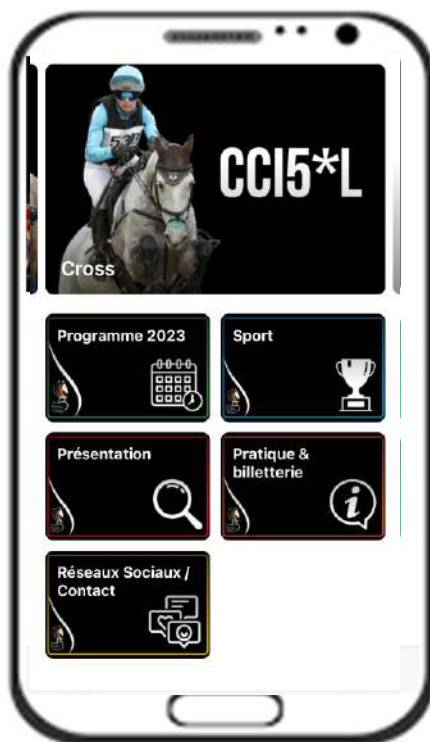 CCI5*L
Cross
Programme 2023
Sport
Présentation
Pratique &
billetterie
Réseaux Sociaux /
Contact